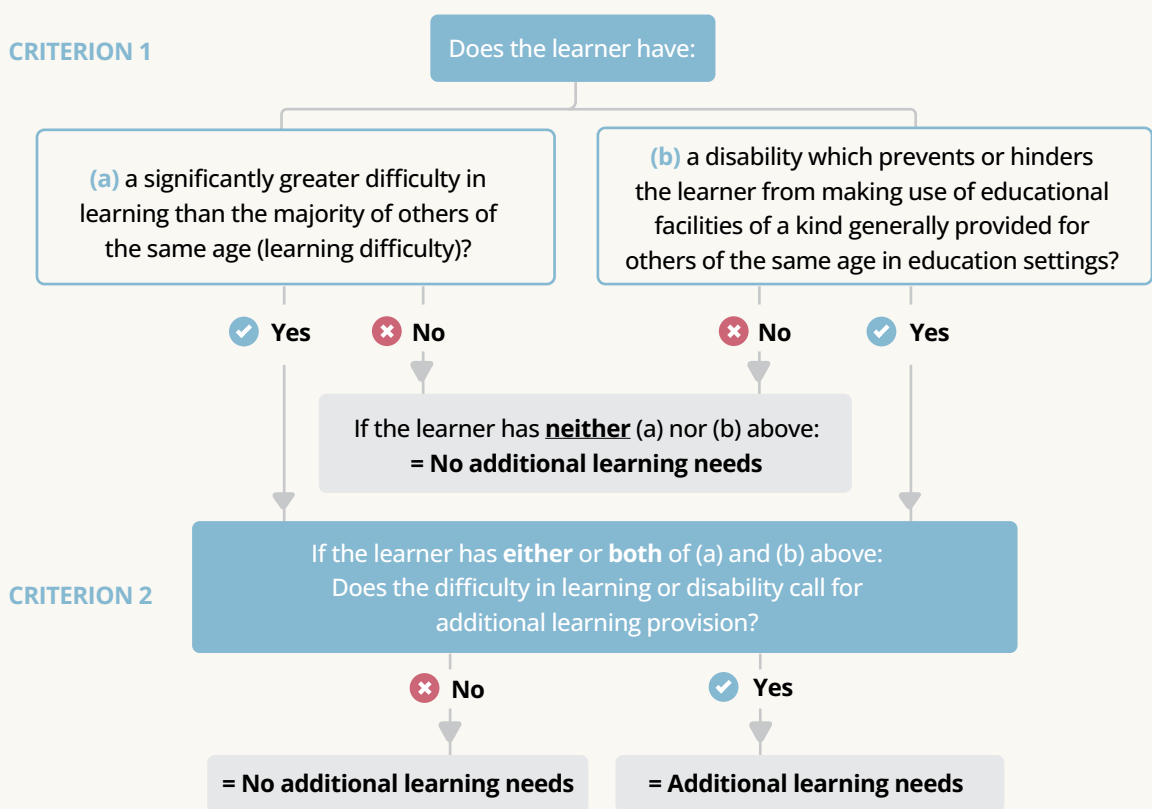 CRITERION 1
Does the learner have:
(a) a significantly greater difficulty in
learning than the majority of others of
the same age (learning difficulty)?
(b) a disability which prevents or hinders
the learner from making use of educational
facilities of a kind generally provided for
others of the same age in education settings?
Yes
No
No
Yes
If the learner has neither (a) nor (b) above:
= No additional learning needs
CRITERION 2
If the learner has either or both of (a) and (b) above:
Does the difficulty in learning or disability call for
additional learning provision?
No
Yes
= No additional learning needs
= Additional learning needs